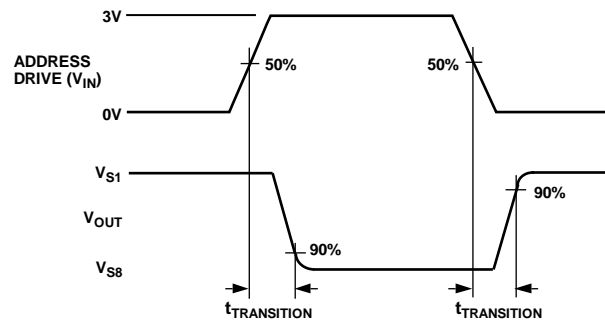 3V
ADDRESS
DRIVE (VIN)
50%
50%
0V
VS1
VOUT
90%
90%
VS8
tTRANSITION
tTRANSITION